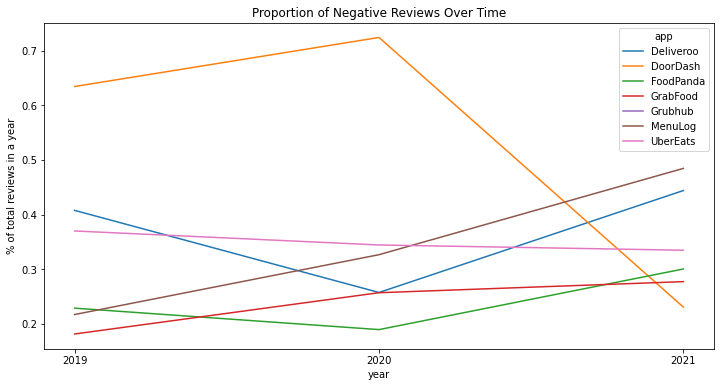 Proportion of Negative Reviews Over Time
app
Deliveroo
DoorDash
FoodPanda
GrabFood
Grubhub
MenuLog
UberEats
% of total reviews in a year
0.7
0.6
0.5
0.4
0.3
0.2
2019
2020
2021
year